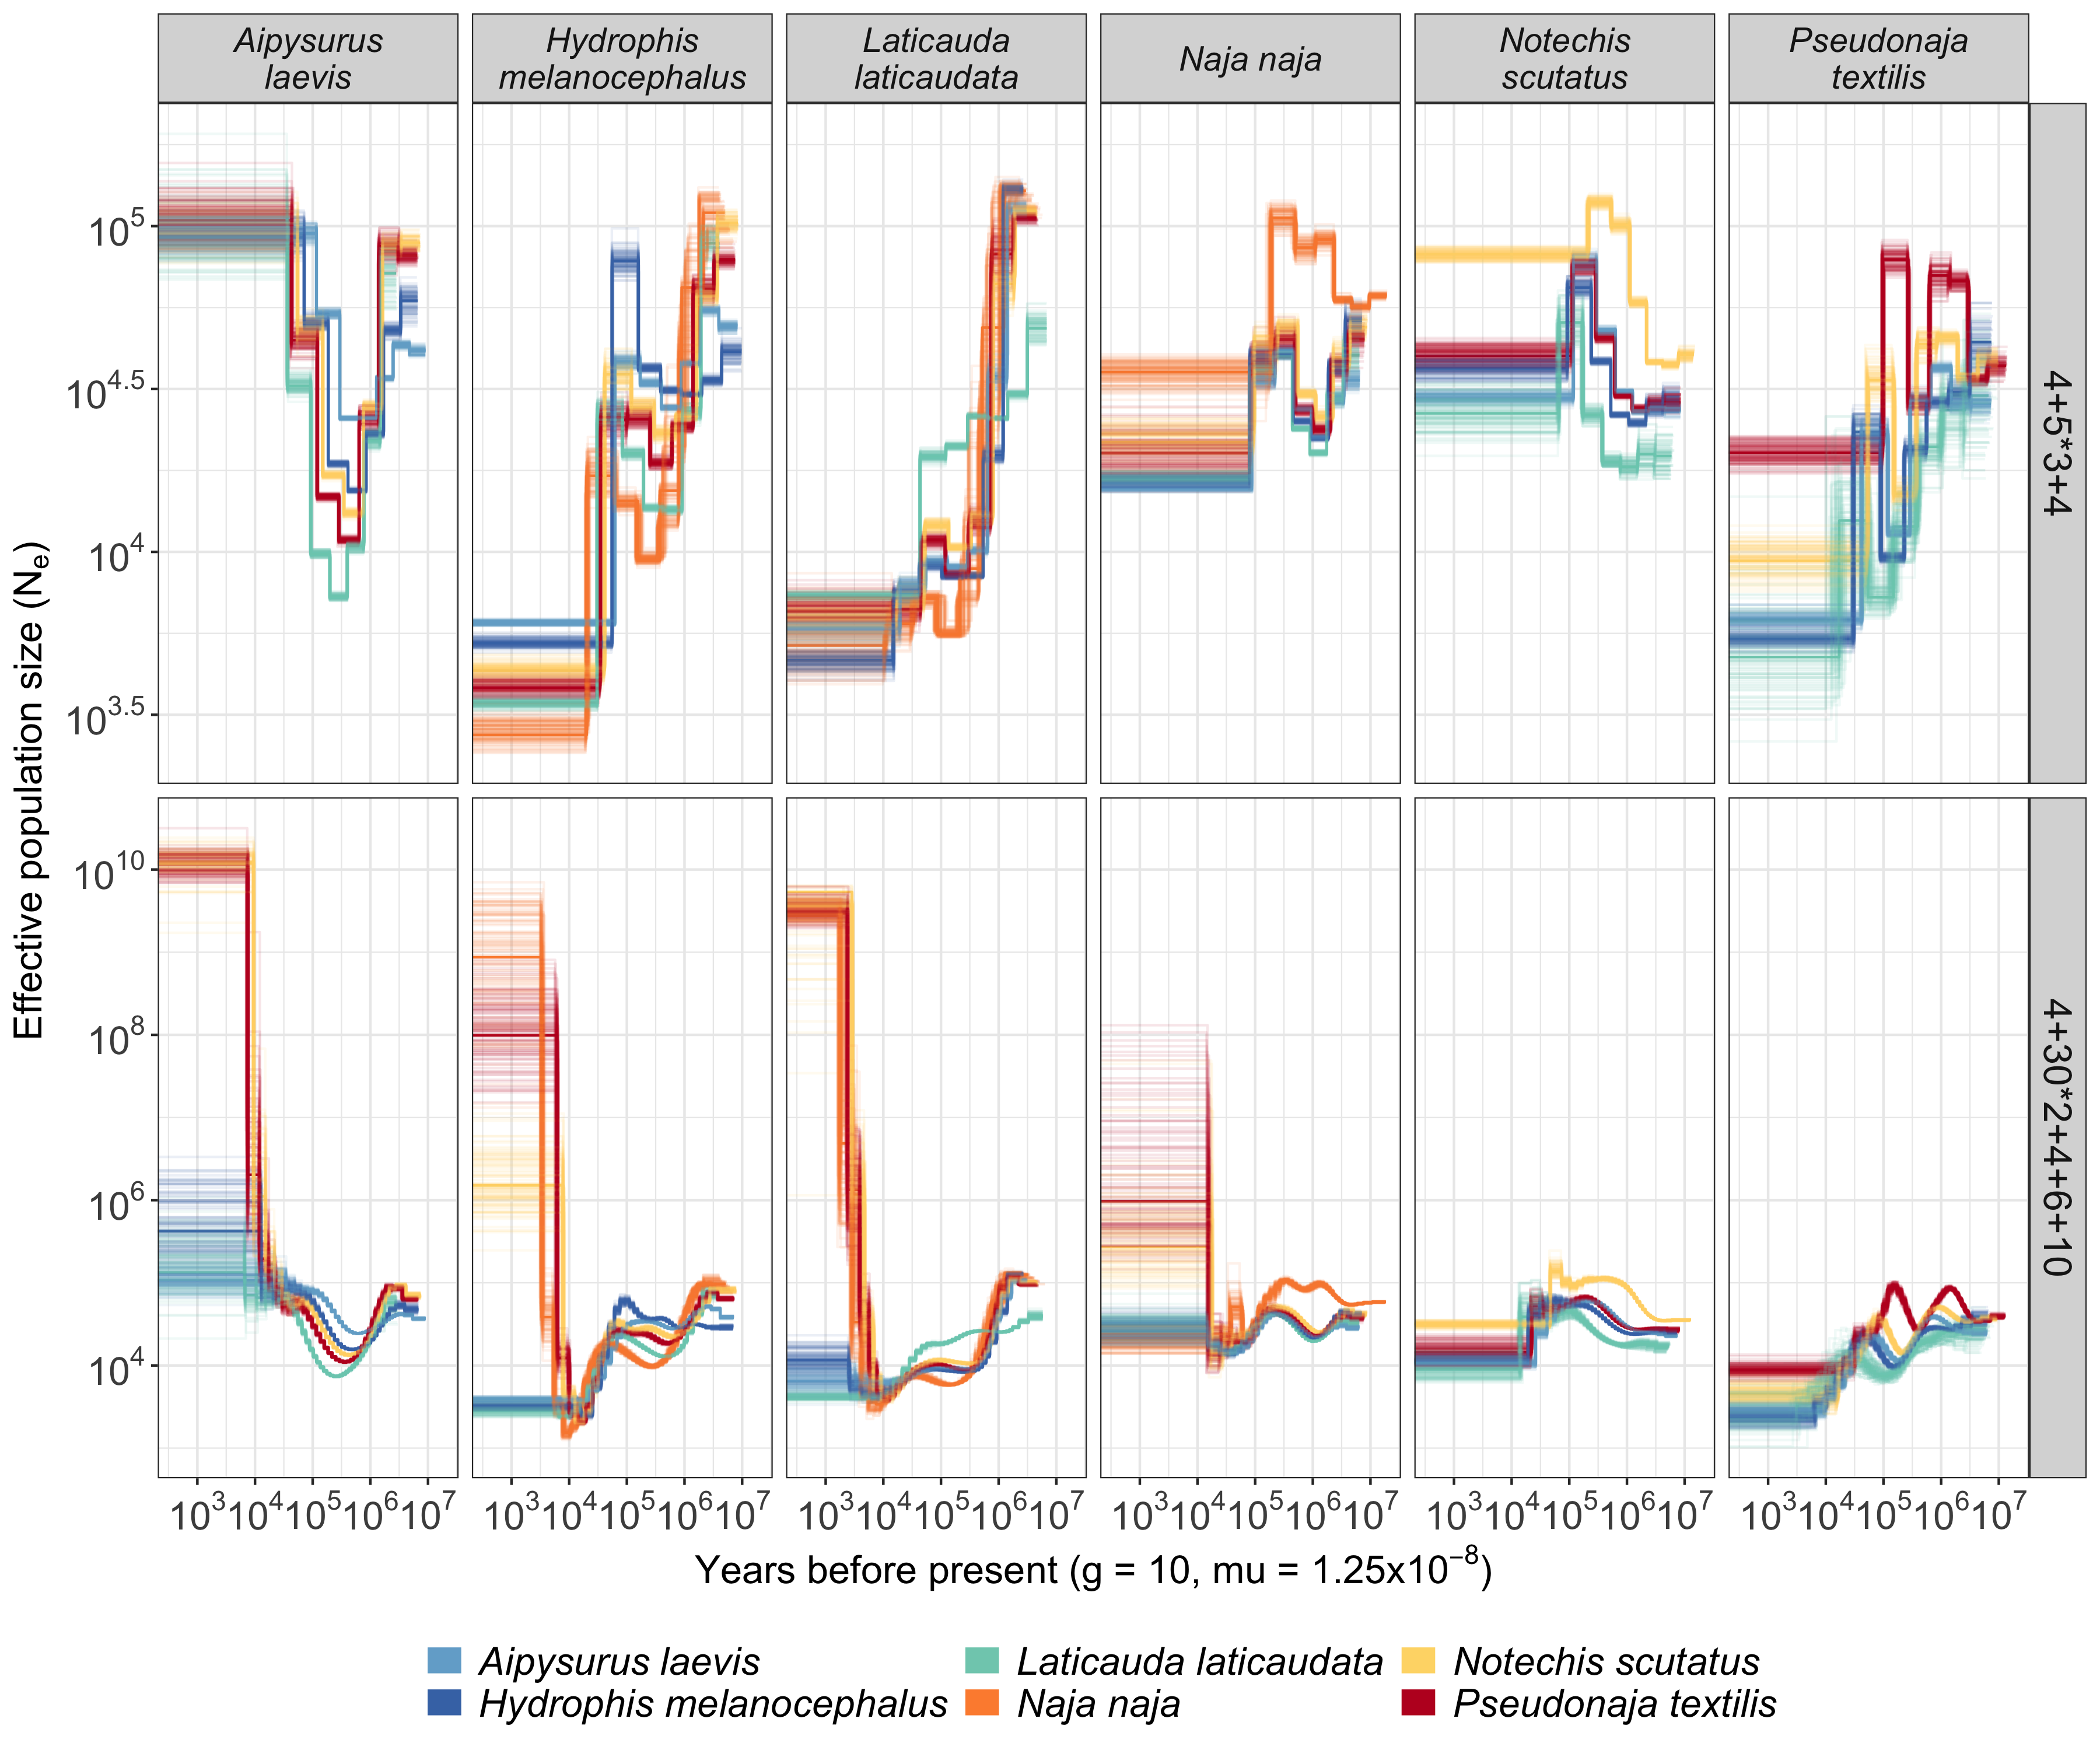 Aipysurus
laevis
Hydrophis
melanocephalus
Laticauda
laticaudata
Naja naja
Notechis
scutatus
Pseudonaja
textilis
10^5
10^4.5
10^4
10^3.5
4+5*3+4
10^10
10^8
10^6
10^4
4+30*2+4+6+10
Effective population size (Nₑ)
10^3 10^4 10^5 10^6 10^7 10^3 10^4 10^5 10^6 10^7 10^3 10^4 10^5 10^6 10^7 10^3 10^4 10^5 10^6 10^7 10^3 10^4 10^5 10^6 10^7 10^3 10^4 10^5 10^6 10^7
Years before present (g = 10, mu = 1.25x10⁻⁸)
Aipysurus laevis Laticauda laticaudata Notechis scutatus
Hydrophis melanocephalus Naja naja Pseudonaja textilis